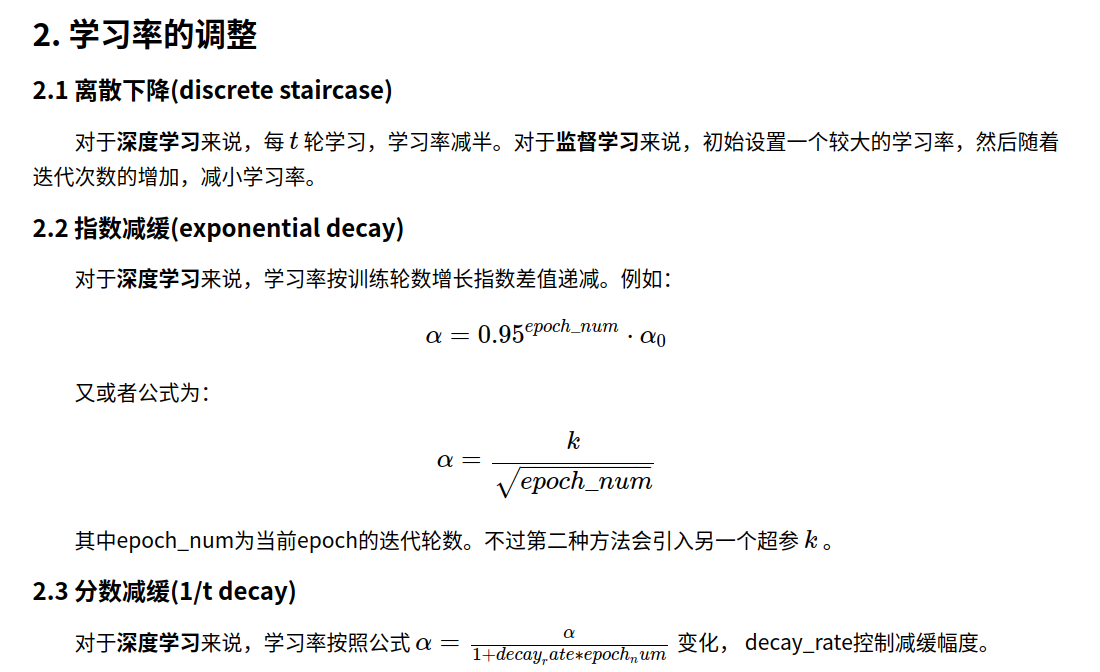 2. 学习率的调整
2.1 离散下降(discrete staircase)
对于深度学习来说，每 t 轮学习，学习率减半。对于监督学习来说，初始设置一个较大的学习率，然后随着
迭代次数的增加，减小学习率。
2.2 指数减缓(exponential decay)
对于深度学习来说，学习率按训练轮数增长指数差值递减。例如：
α = 0.95^{epoch_num} · α_0
又或者公式为：
α = \frac{k}{\sqrt{epoch_num}}
其中epoch_num为当前epoch的迭代轮数。不过第二种方法会引入另一个超参 k 。
2.3 分数减缓(1/t decay)
对于深度学习来说，学习率按照公式 α = \frac{α}{1+decay_rate*epoch_num} 变化， decay_rate控制减缓幅度。